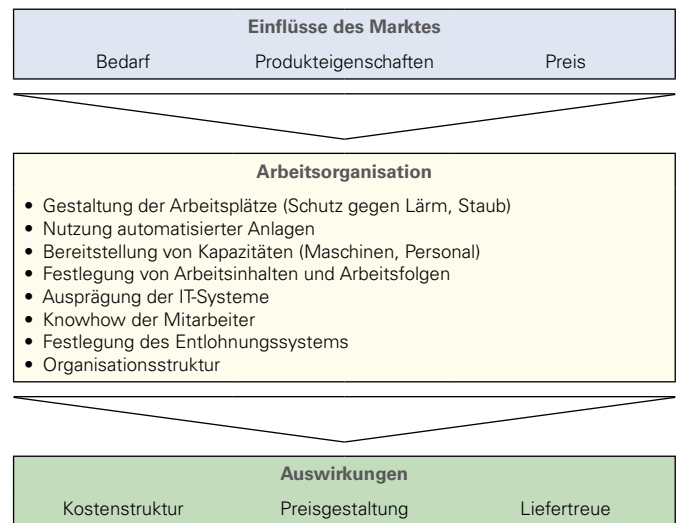 Einflüsse des Marktes
Bedarf Produkteigenschaften Preis
Arbeitsorganisation
• Gestaltung der Arbeitsplätze (Schutz gegen Lärm, Staub)
• Nutzung automatisierter Anlagen
• Bereitstellung von Kapazitäten (Maschinen, Personal)
• Festlegung von Arbeitsinhalten und Arbeitsfolgen
• Ausprägung der IT-Systeme
• Knowhow der Mitarbeiter
• Festlegung des Entlohnungssystems
• Organisationsstruktur
Auswirkungen
Kostenstruktur Preisgestaltung Liefertreue